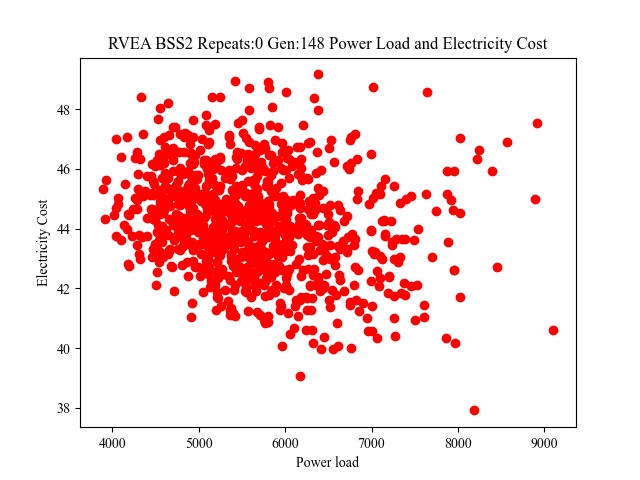 RVEA BSS2 Repeats:0 Gen:148 Power Load and Electricity Cost
48
46
44
42
40
38
Electricity Cost
4000 5000 6000 7000 8000 9000
Power load